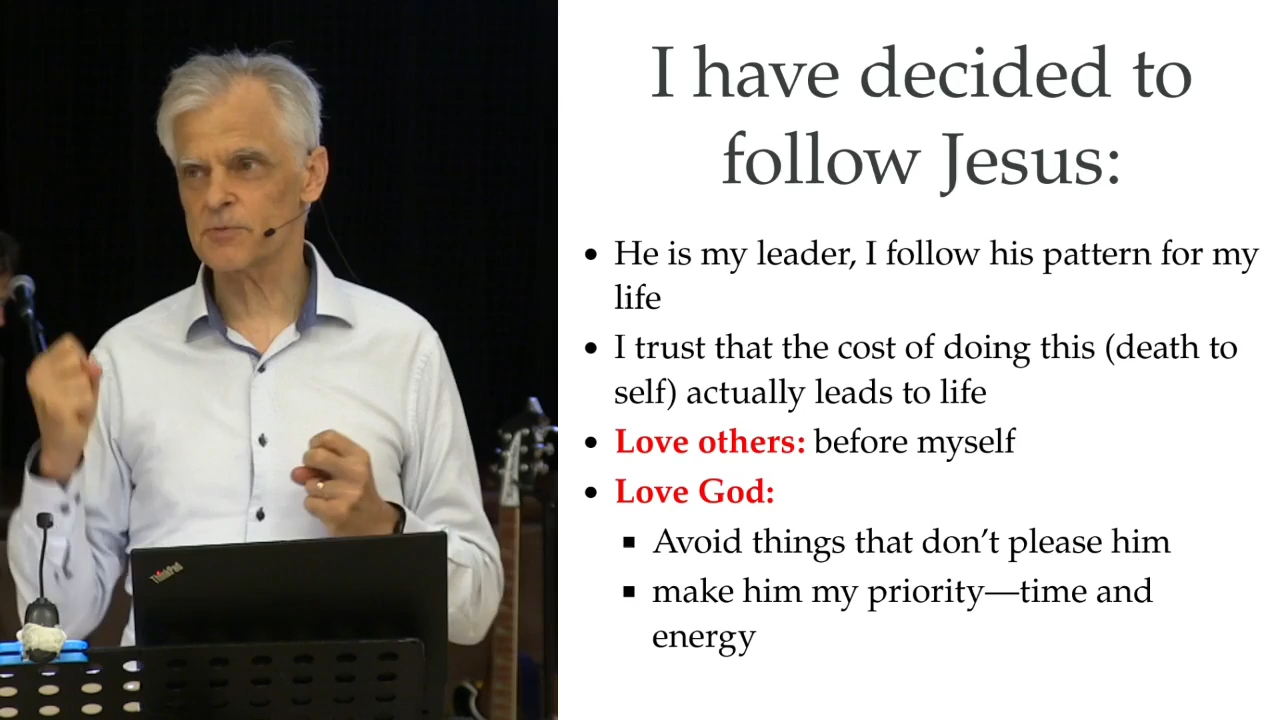 ThinkPad
I have decided to
follow Jesus:
• He is my leader, I follow his pattern for my
life
• I trust that the cost of doing this (death to
self) actually leads to life
• Love others: before myself
• Love God:
▪ Avoid things that don’t please him
▪ make him my priority—time and
energy